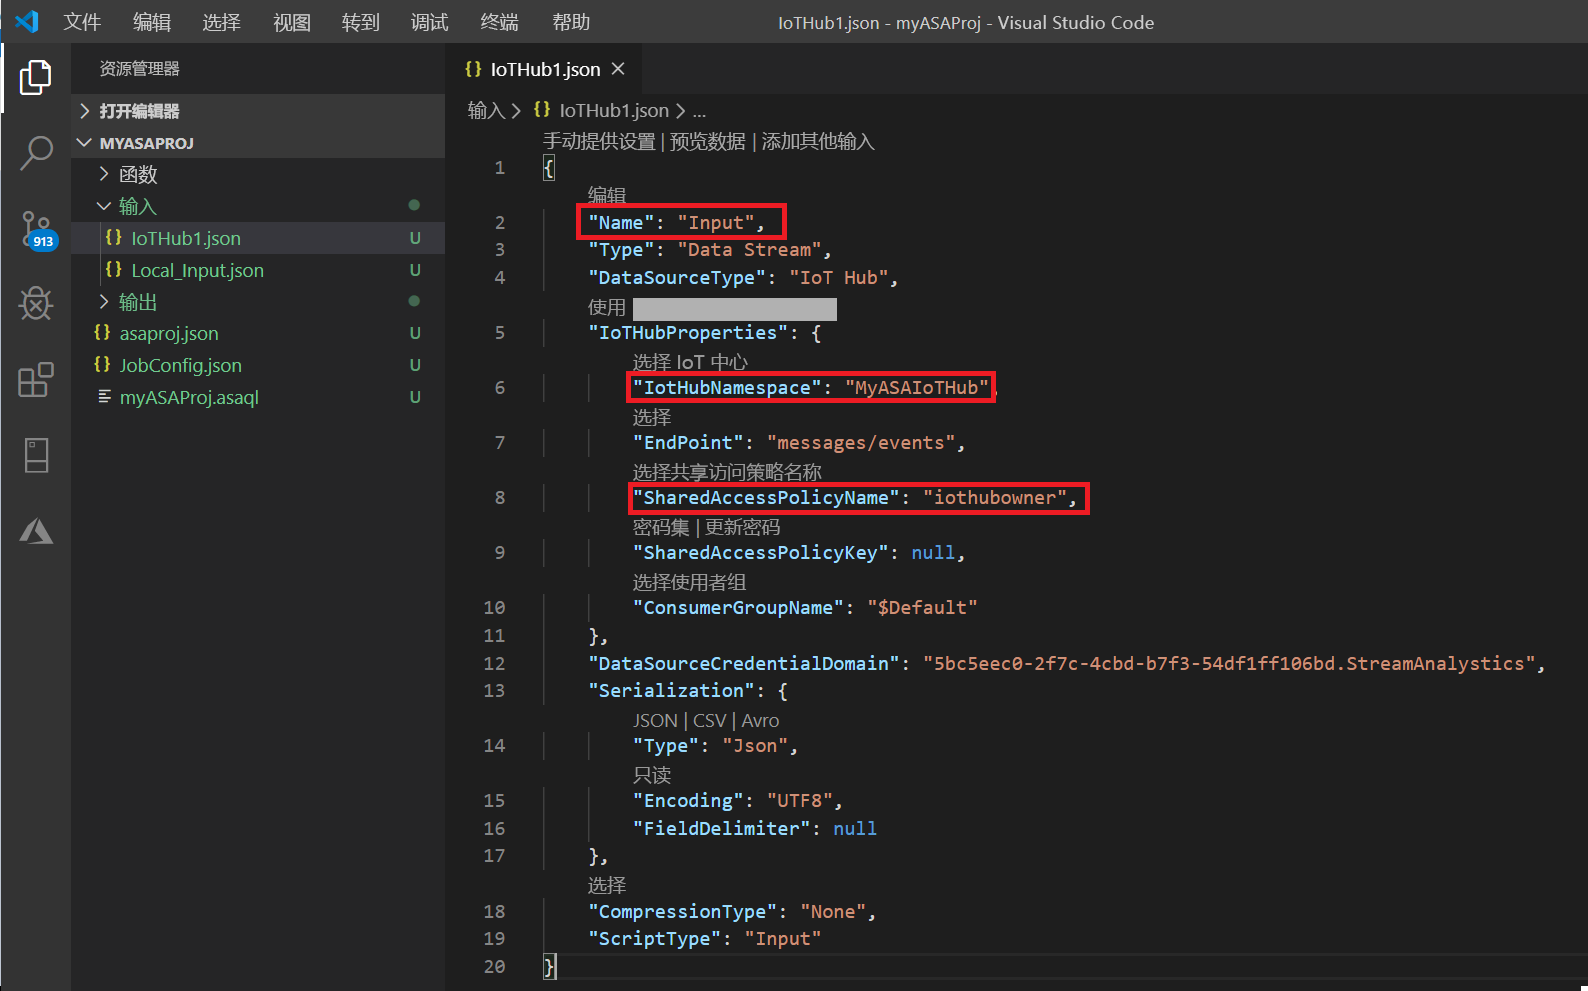 文件 编辑 选择 视图 转到 调试 终端 帮助 IoTHub1.json - myASAProj - Visual Studio Code
资源管理器
打开编辑器
MYASAPROJ
函数
输入
{} IoTHub1.json U
{} Local_Input.json U
输出
{} asaproj.json U
{} JobConfig.json U
myASAProj.asaql U
913
{} IoTHub1.json ×
输入 > {} IoTHub1.json > ...
手动提供设置 | 预览数据 | 添加其他输入
1 {
编辑
2 "Name": "Input",
3 "Type": "Data Stream",
4 "DataSourceType": "IoT Hub",
使用
5 "IoTHubProperties": {
选择 IoT 中心
6 "IotHubNamespace": "MyASAIoTHub",
选择
7 "EndPoint": "messages/events",
选择共享访问策略名称
8 "SharedAccessPolicyName": "iothubowner",
密码集 | 更新密码
9 "SharedAccessPolicyKey": null,
选择使用者组
10 "ConsumerGroupName": "$Default"
11 },
12 "DataSourceCredentialDomain": "5bc5eec0-2f7c-4cbd-b7f3-54df1ff106bd.StreamAnalystics",
13 "Serialization": {
JSON | CSV | Avro
14 "Type": "Json",
只读
15 "Encoding": "UTF8",
16 "FieldDelimiter": null
17 },
选择
18 "CompressionType": "None",
19 "ScriptType": "Input"
20 }